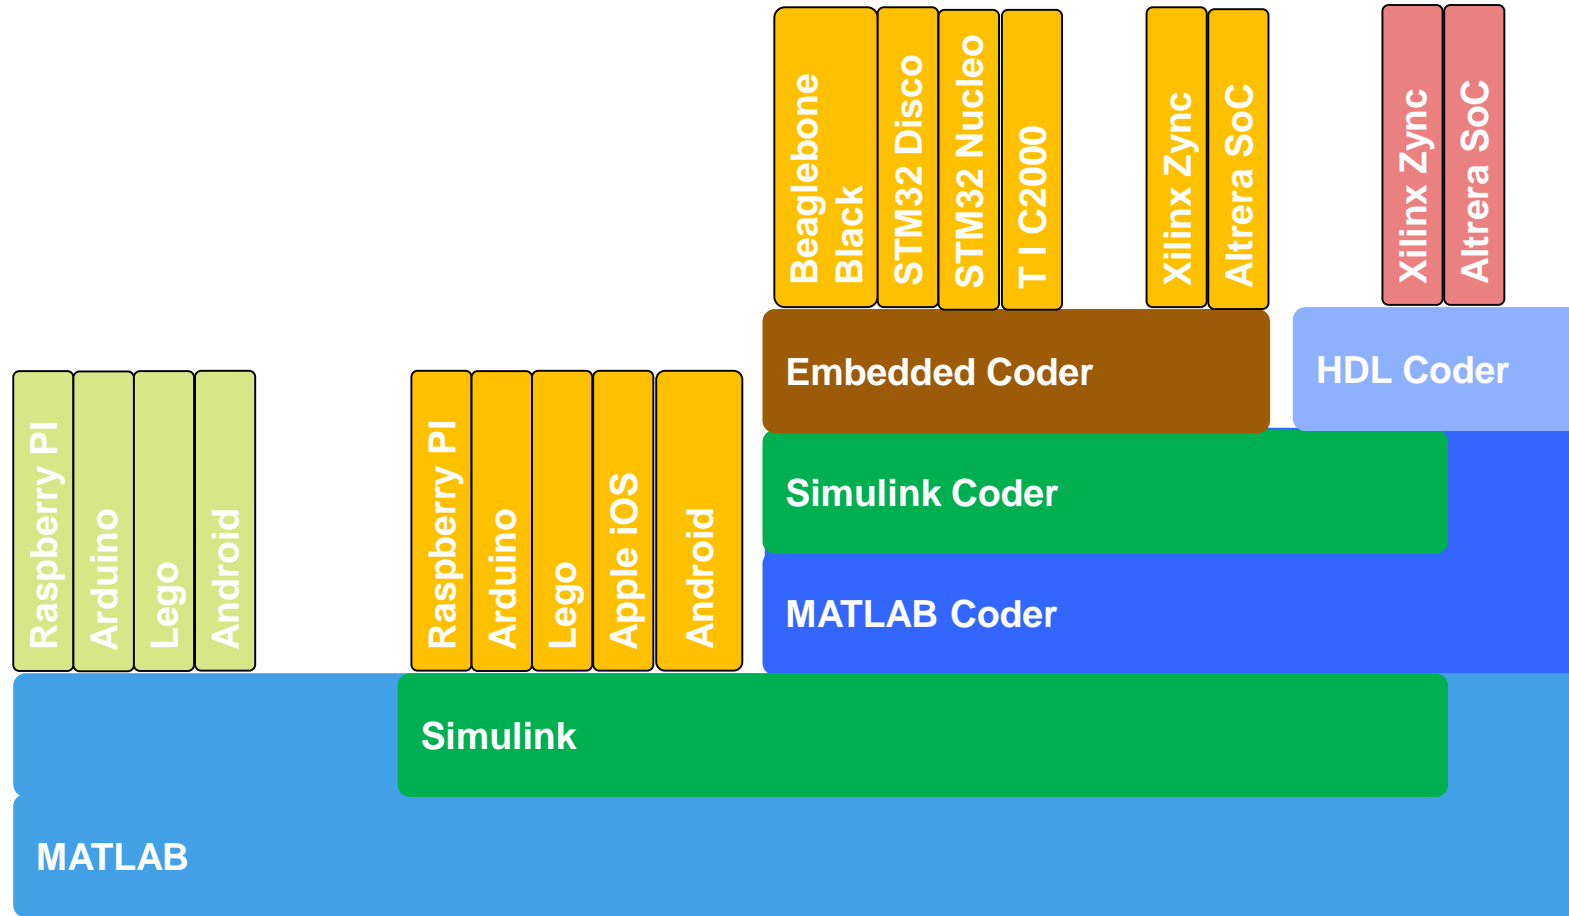 Beaglebone
Black
STM32 Disco
STM32 Nucleo
T I C2000
Xilinx Zync
Altrera SoC
Xilinx Zync
Altrera SoC
Embedded Coder
HDL Coder
Raspberry PI
Arduino
Lego
Android
Raspberry PI
Arduino
Lego
Apple iOS
Android
Simulink Coder
MATLAB Coder
Simulink
MATLAB